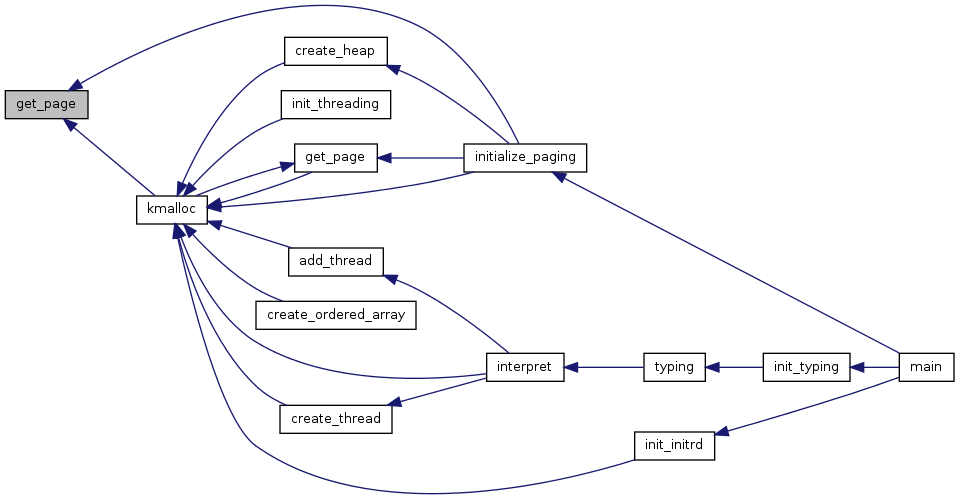 create_heap
get_page
init_threading
get_page
initialize_paging
kmalloc
add_thread
create_ordered_array
interpret
typing
init_typing
main
create_thread
init_initrd